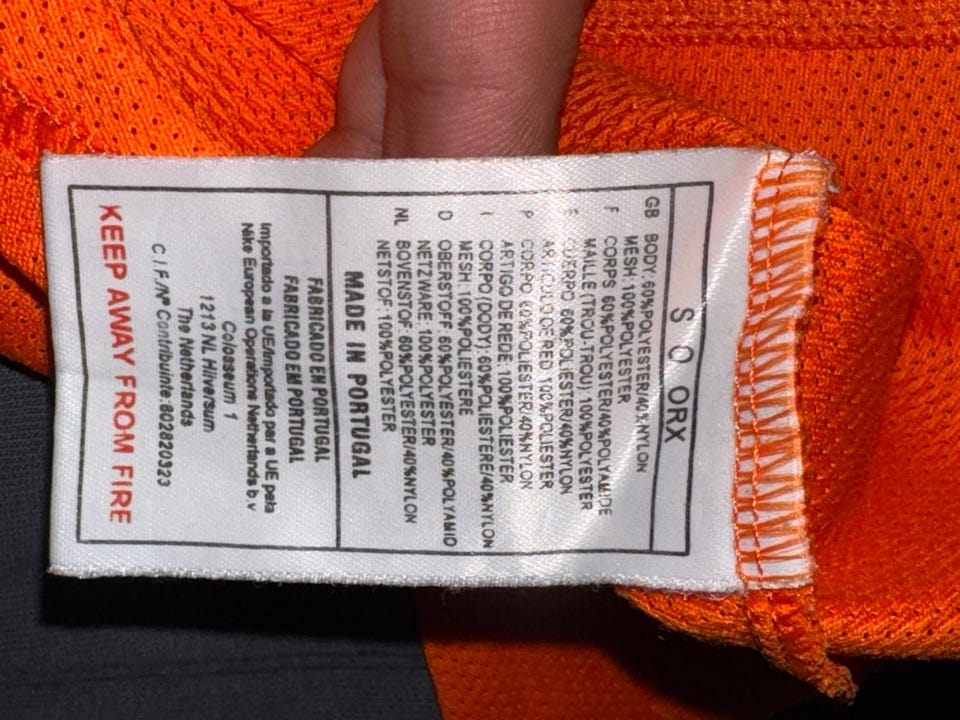 S O ORX
GB BODY: 60%POLYESTER/40%NYLON
MESH: 100%POLYESTER
F CORPS 60%POLYESTER/40%POLYAMIDE
MAILLE (TROU-TROU) 100%POLYESTER
E CUERPO 60%POLIESTER/40%NYLON
ARTICULO DE RED 100%POLIESTER
P CORPO 60%POLIESTER/40%NYLON
ARTIGO DE REDE: 100%POLIESTER
I CORPO (BODY): 60%POLIESTERE/40%NYLON
MESH: 100%POLIESTERE
D OBERSTOFF 60%POLYESTER/40%POLYAMID
NETZWARE: 100%POLYESTER
NL BOVENSTOF: 60%POLYESTER/40%NYLON
NETSTOF: 100%POLYESTER
MADE IN PORTUGAL
FABRICADO EN PORTUGAL
FABRICADO EM PORTUGAL
Importado a la UE/Importado par a UE pela
Nike European Operations Netherlands b.v
Coloseum 1
1213 NL Hilversum
The Netherlands
C.I.F./Nº Contribuinte:802820323
KEEP AWAY FROM FIRE